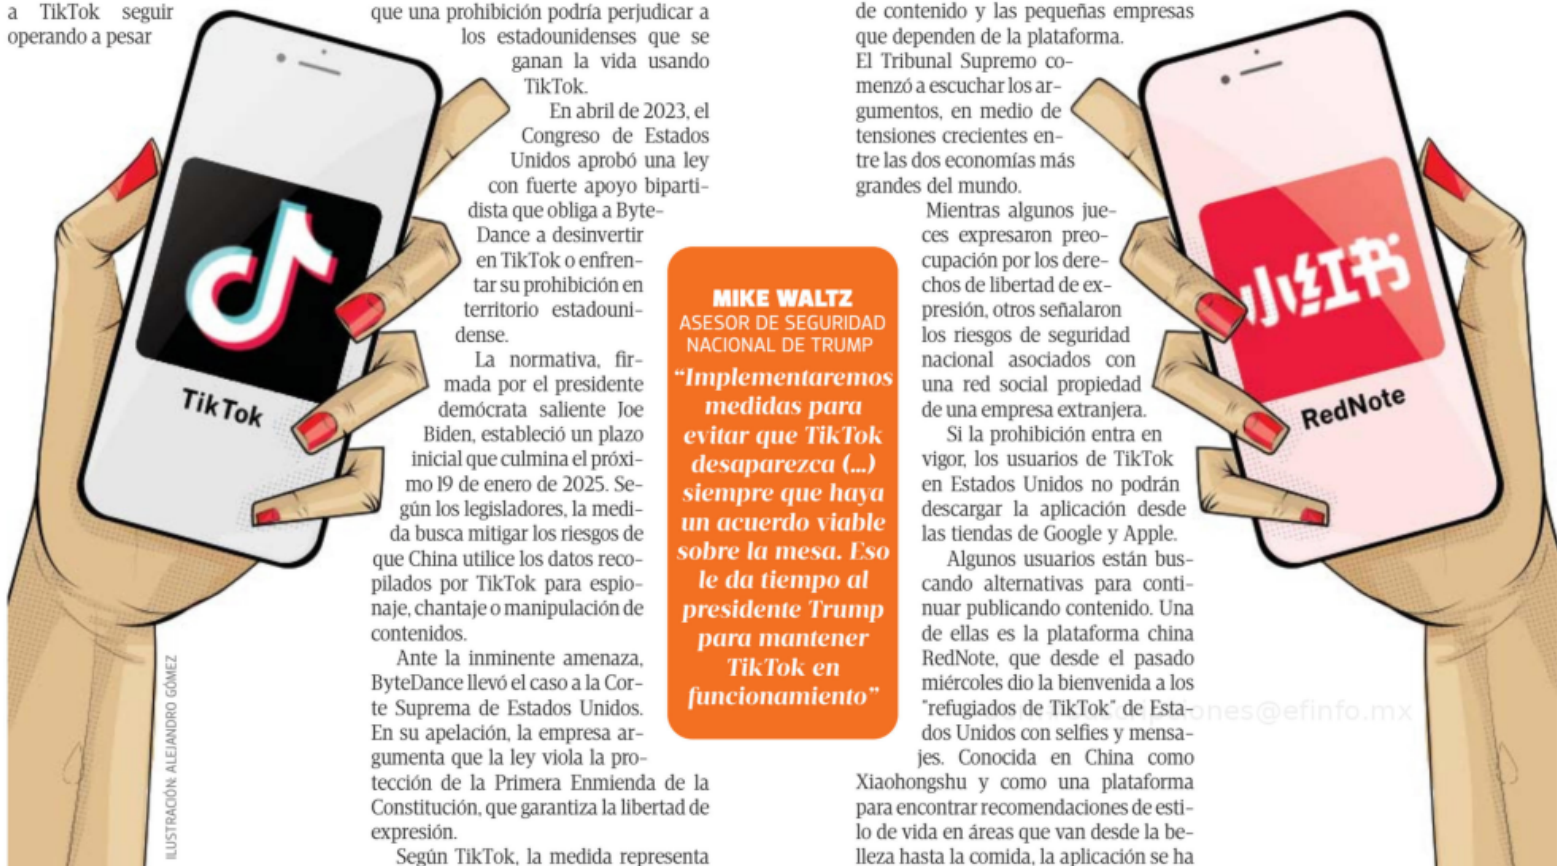 a TikTok seguir
operando a pesar
TikTok
ILUSTRACIÓN: ALEJANDRO GÓMEZ
que una prohibición podría perjudicar a
los estadounidenses que se
ganan la vida usando
TikTok.
En abril de 2023, el
Congreso de Estados
Unidos aprobó una ley
con fuerte apoyo biparti-
dista que obliga a Byte-
Dance a desinvertir
en TikTok o enfren-
tar su prohibición en
territorio estadouni-
dense.
La normativa, fir-
mada por el presidente
demócrata saliente Joe
Biden, estableció un plazo
inicial que culmina el próxi-
mo 19 de enero de 2025. Se-
gún los legisladores, la medi-
da busca mitigar los riesgos de
que China utilice los datos reco-
pilados por TikTok para espio-
naje, chantaje o manipulación de
contenidos.
Ante la inminente amenaza,
ByteDance llevó el caso a la Cor-
te Suprema de Estados Unidos.
En su apelación, la empresa ar-
gumenta que la ley viola la pro-
tección de la Primera Enmienda de la
Constitución, que garantiza la libertad de
expresión.
Según TikTok, la medida representa
MIKE WALTZ
ASESOR DE SEGURIDAD
NACIONAL DE TRUMP
“Implementaremos
medidas para
evitar que TikTok
desaparezca (...)
siempre que haya
un acuerdo viable
sobre la mesa. Eso
le da tiempo al
presidente Trump
para mantener
TikTok en
funcionamiento”
de contenido y las pequeñas empresas
que dependen de la plataforma.
El Tribunal Supremo co-
menzó a escuchar los ar-
gumentos, en medio de
tensiones crecientes en-
tre las dos economías más
grandes del mundo.
Mientras algunos jue-
ces expresaron preo-
cupación por los dere-
chos de libertad de ex-
presión, otros señalaron
los riesgos de seguridad
nacional asociados con
una red social propiedad
de una empresa extranjera.
Si la prohibición entra en
vigor, los usuarios de TikTok
en Estados Unidos no podrán
descargar la aplicación desde
las tiendas de Google y Apple.
Algunos usuarios están bus-
cando alternativas para conti-
nuar publicando contenido. Una
de ellas es la plataforma china
RedNote, que desde el pasado
miércoles dio la bienvenida a los
"refugiados de TikTok" de Esta-
dos Unidos con selfies y mensa-
jes. Conocida en China como
Xiaohongshu y como una plataforma
para encontrar recomendaciones de esti-
lo de vida en áreas que van desde la be-
lleza hasta la comida, la aplicación se ha
小红书
RedNote